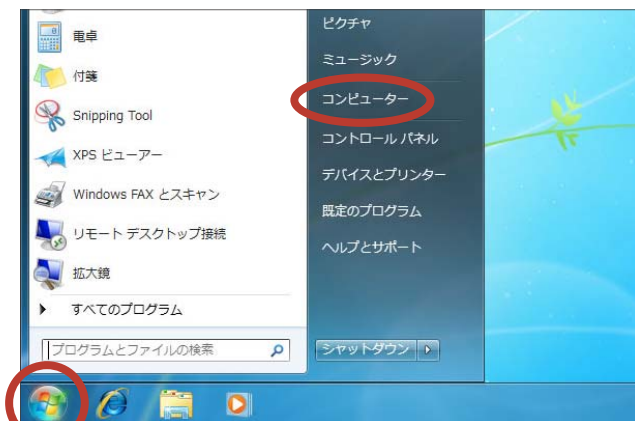 電卓
付箋
Snipping Tool
XPS ビューアー
Windows FAX とスキャン
リモート デスクトップ接続
拡大鏡
すべてのプログラム
プログラムとファイルの検索
ピクチャ
ミュージック
コンピューター
コントロール パネル
デバイスとプリンター
既定のプログラム
ヘルプとサポート
シャットダウン